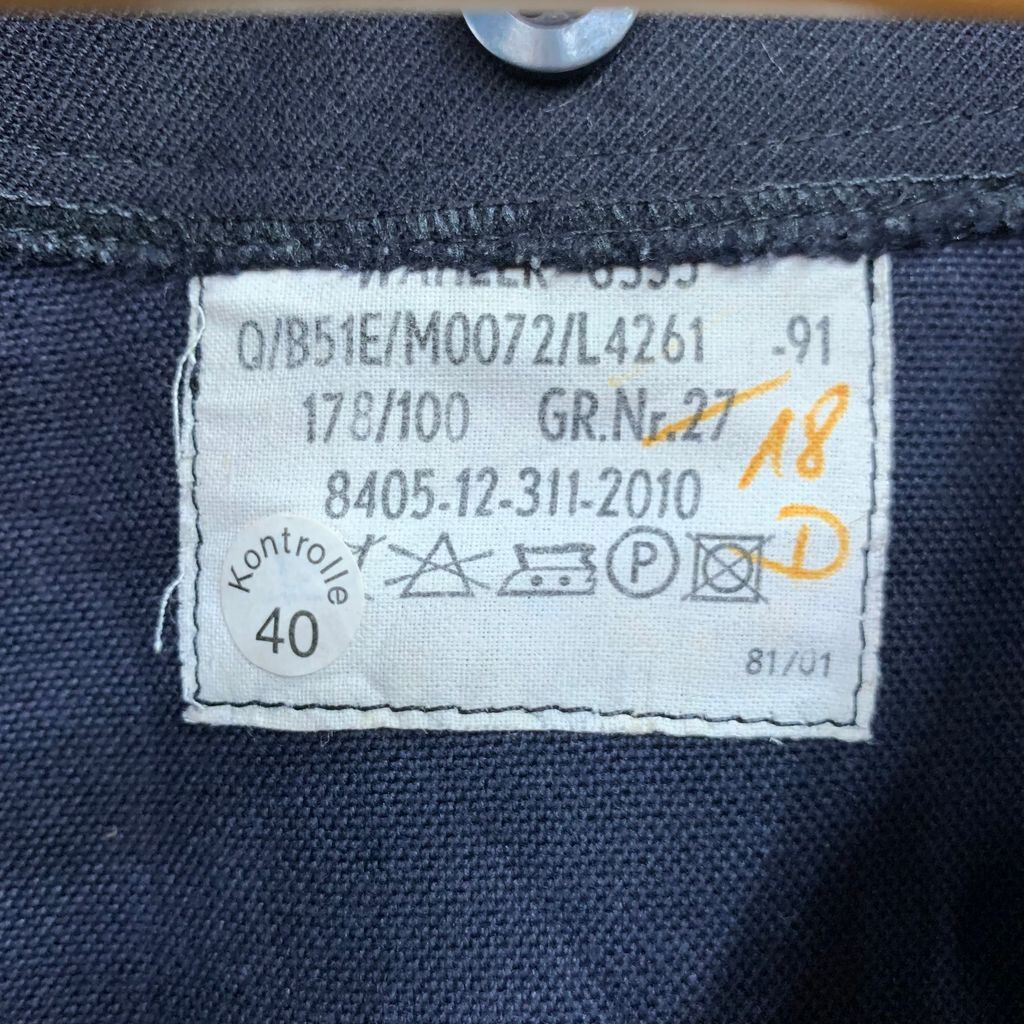 Q/B51E/M0072/L4261 -91
178/100 GR.Nr.27
18
8405-12-311-2010
D
P
Kontrolle
40
81/01